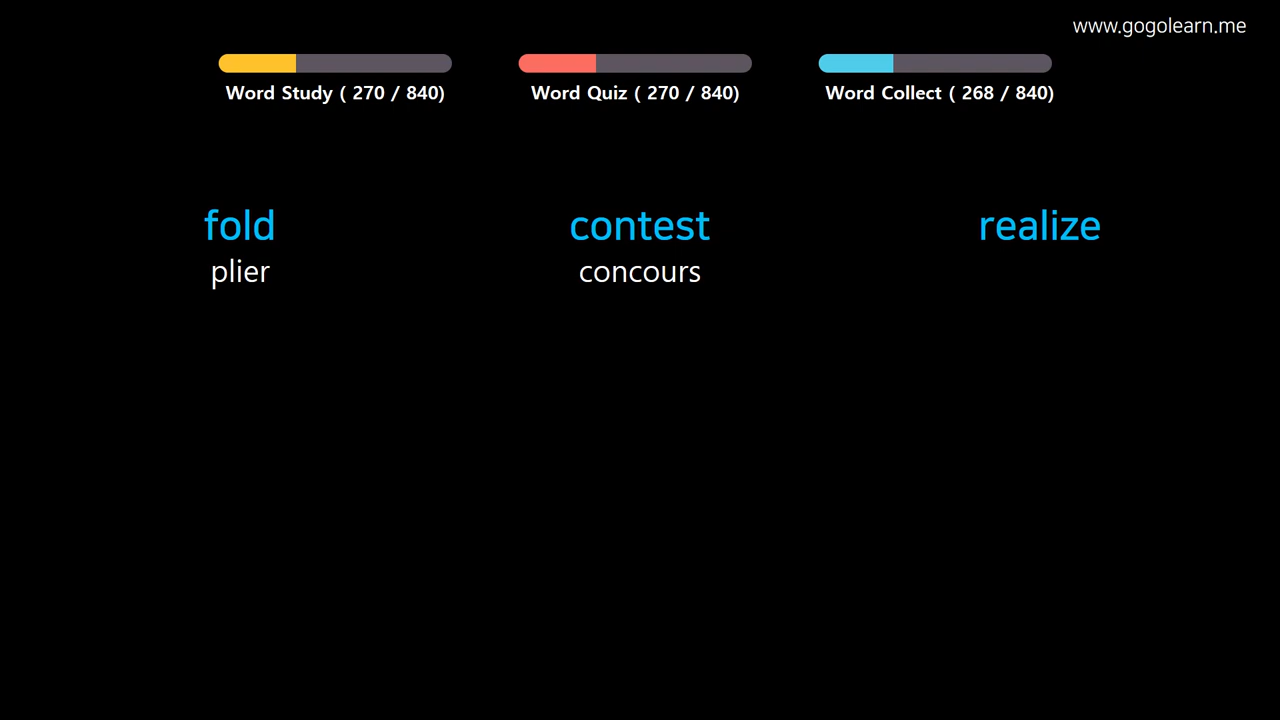 www.gogolearn.me
Word Study ( 270 / 840)
Word Quiz ( 270 / 840)
Word Collect ( 268 / 840)
fold
contest
realize
plier
concours